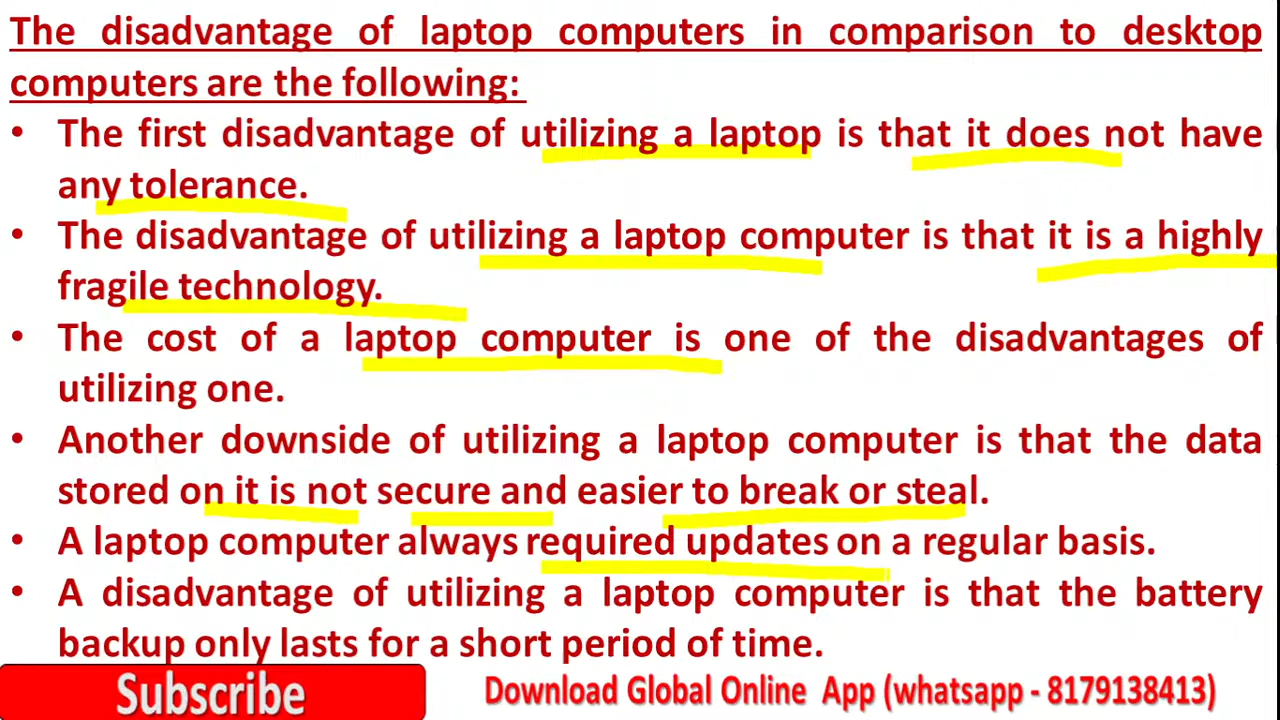 The disadvantage of laptop computers in comparison to desktop
computers are the following:
• The first disadvantage of utilizing a laptop is that it does not have
any tolerance.
• The disadvantage of utilizing a laptop computer is that it is a highly
fragile technology.
• The cost of a laptop computer is one of the disadvantages of
utilizing one.
• Another downside of utilizing a laptop computer is that the data
stored on it is not secure and easier to break or steal.
• A laptop computer always required updates on a regular basis.
• A disadvantage of utilizing a laptop computer is that the battery
backup only lasts for a short period of time.
Subscribe Download Global Online App (whatsapp - 8179138413)